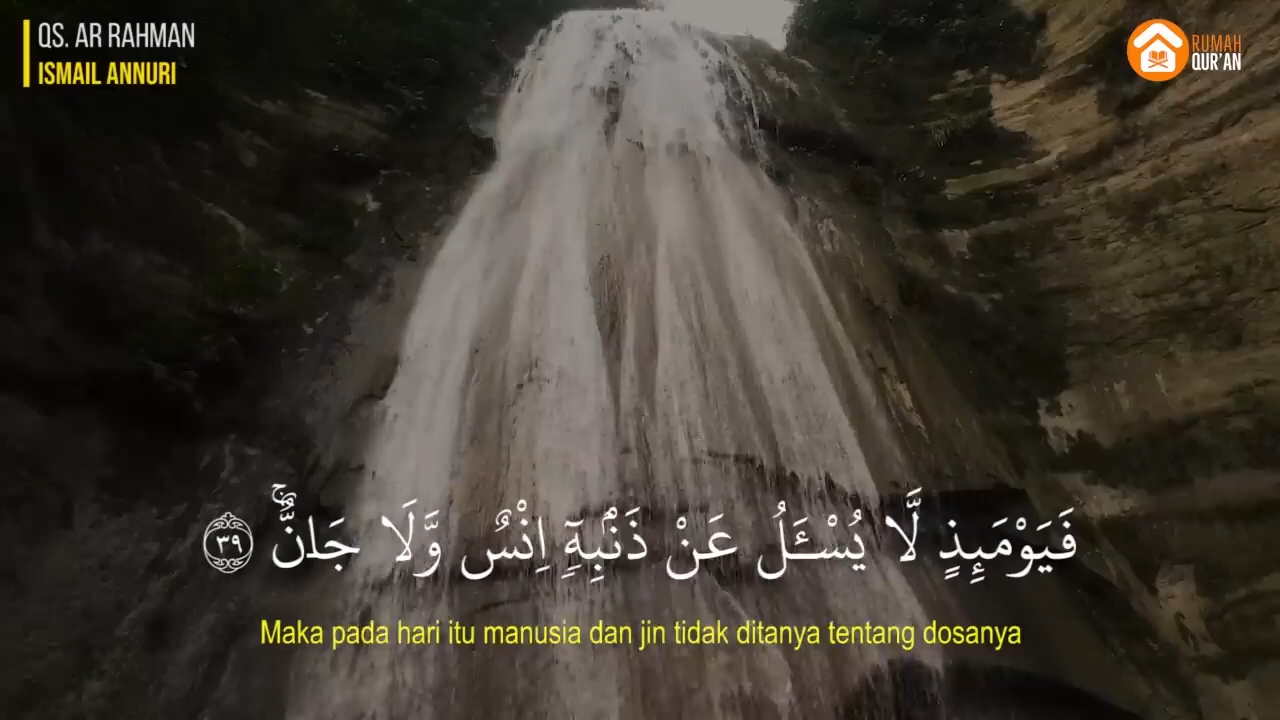 QS. AR RAHMAN
ISMAIL ANNURI
RUMAH
QUR'AN
فَيَوْمَىِٕذٍ لَّا يُسْـَٔلُ عَنْ ذَنْۢبِهٖٓ اِنْسٌ وَّلَا جَاۤنٌّۚ ۝٣٩
Maka pada hari itu manusia dan jin tidak ditanya tentang dosanya